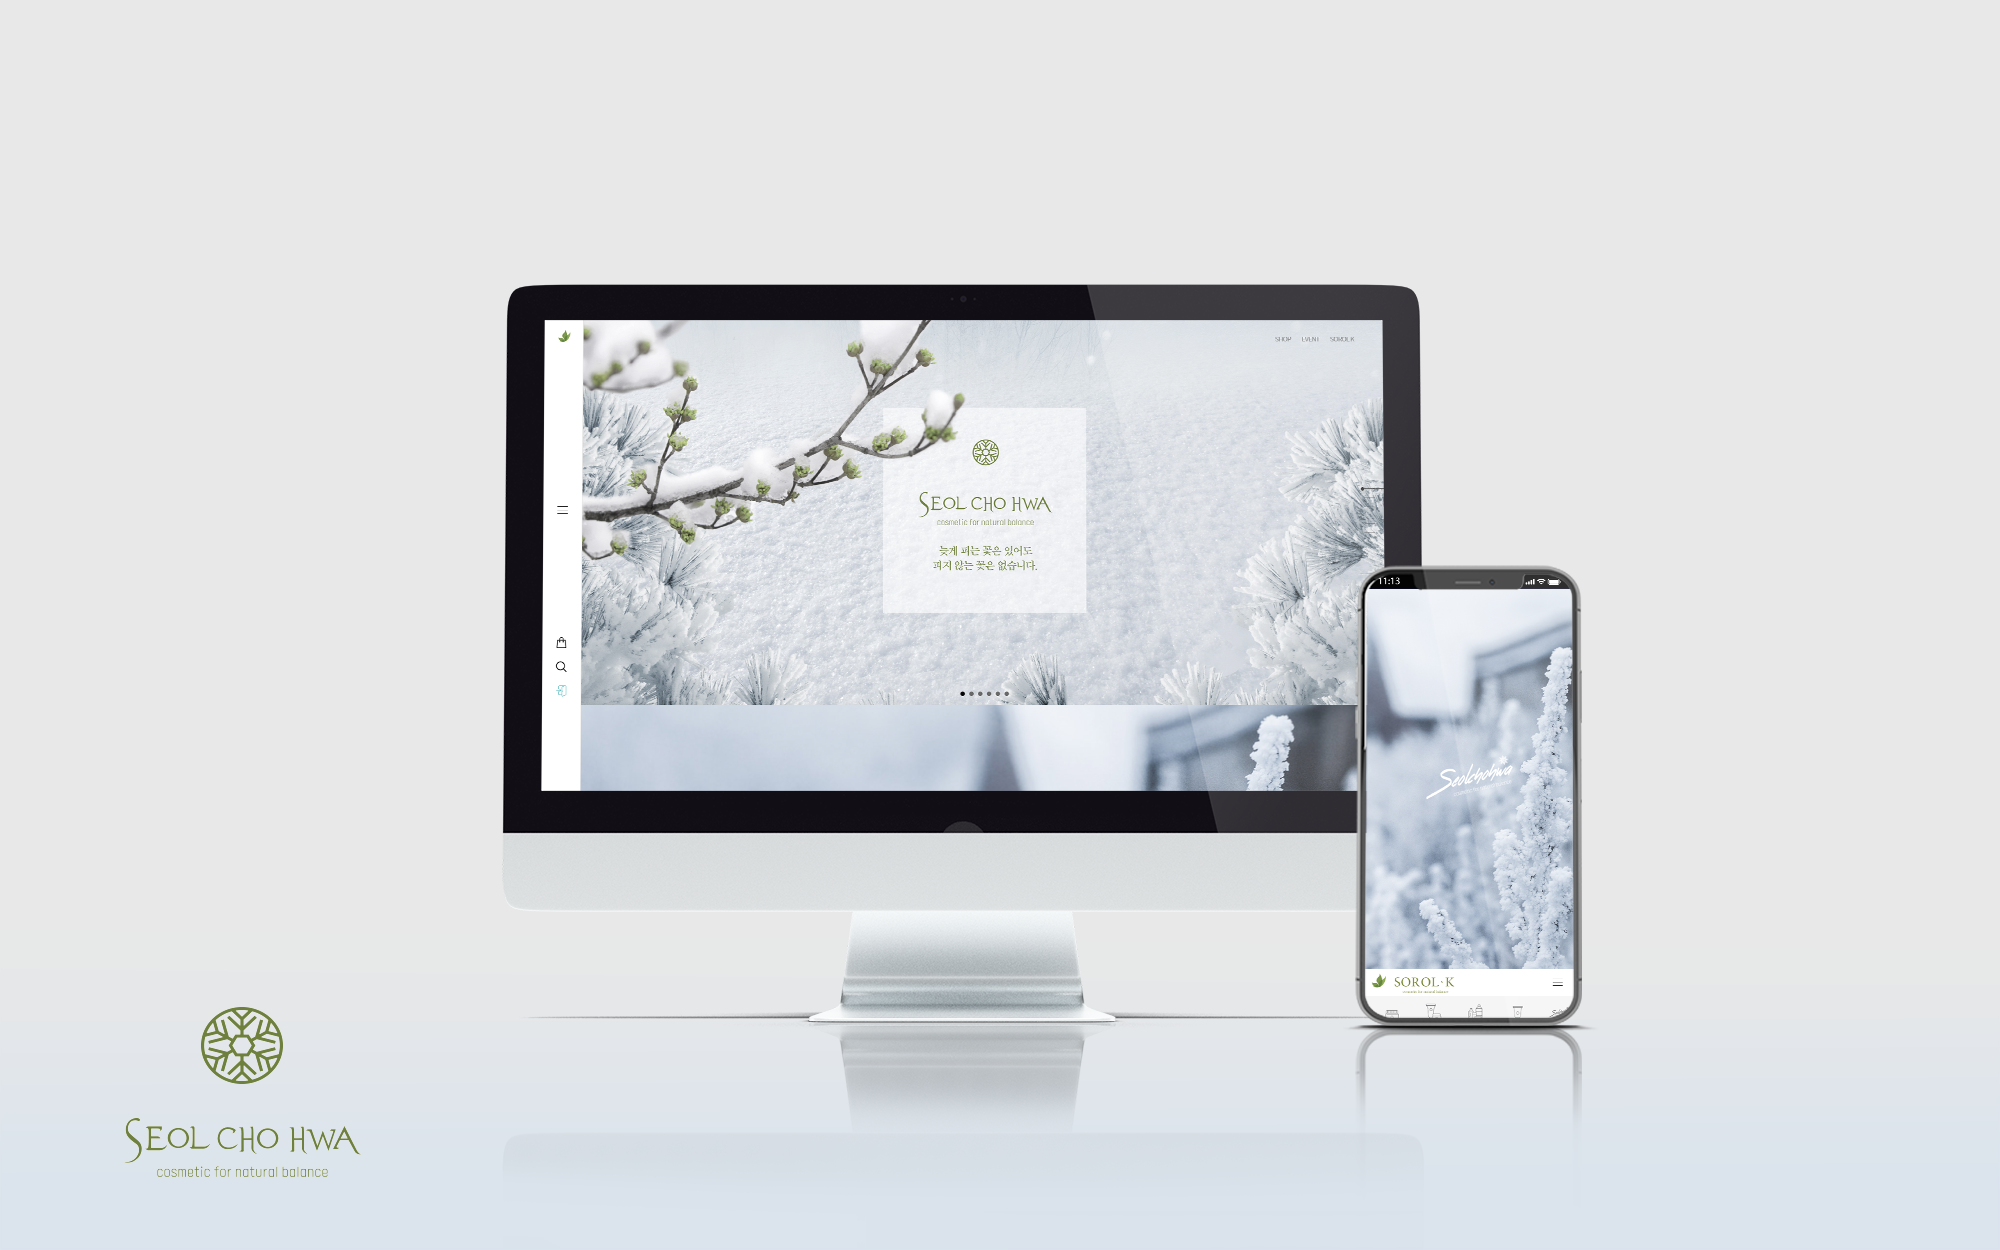 SHOP EVENT SOROLK
SEOL CHO HWA
cosmetic for natural balance
늦게 피는 꽃은 있어도
피지 않는 꽃은 없습니다.
11:13
Seolchohwa
SOROL·K
SEOL CHO HWA
cosmetic for natural balance